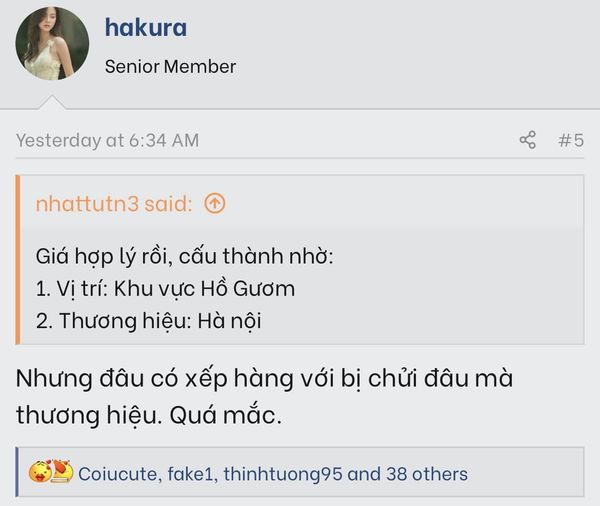 hakura
Senior Member
Yesterday at 6:34 AM
#5
nhattutn3 said:
Giá hợp lý rồi, cấu thành nhờ:
1. Vị trí: Khu vực Hồ Gươm
2. Thương hiệu: Hà nội
Nhưng đâu có xếp hàng với bị chửi đâu mà
thương hiệu. Quá mắc.
Coiucute, fake1, thinhtuong95 and 38 others